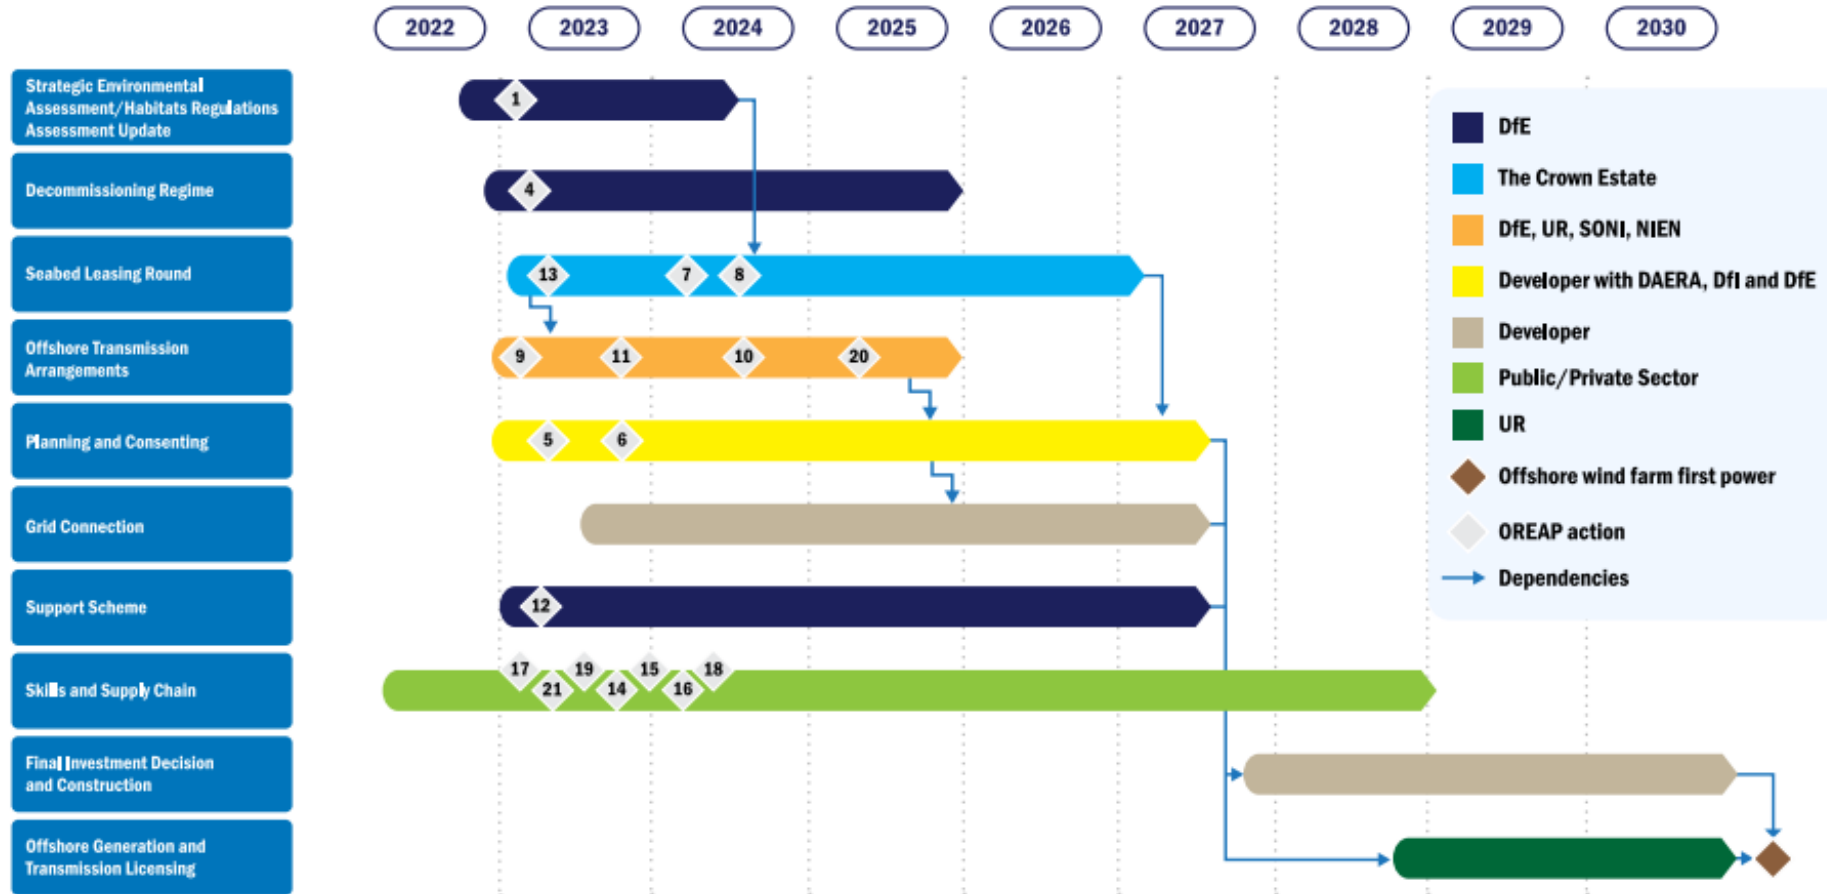 2022 2023 2024 2025 2026 2027 2028 2029 2030
Strategic Environmental
Assessment/Habitats Regulations
Assessment Update
1
Decommissioning Regime
4
Seabed Leasing Round
13 7 8
Offshore Transmission
Arrangements
9 11 10 20
Planning and Consenting
5 6
Grid Connection
Support Scheme
12
Skills and Supply Chain
17 19 15 18
21 14 16
Final Investment Decision
and Construction
Offshore Generation and
Transmission Licensing
DfE
The Crown Estate
DfE, UR, SONI, NIEN
Developer with DAERA, DfI and DfE
Developer
Public/Private Sector
UR
Offshore wind farm first power
OREAP action
Dependencies